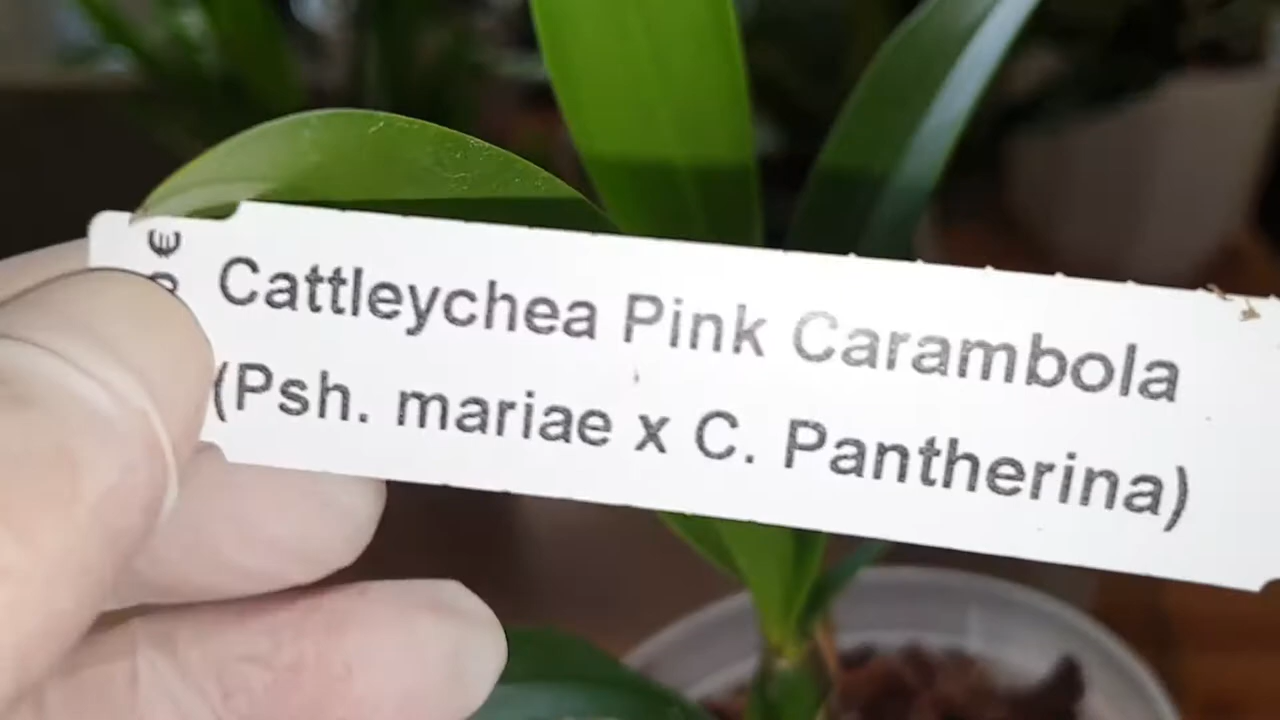 Cattleychea Pink Carambola
(Psh. mariae x C. Pantherina)
€